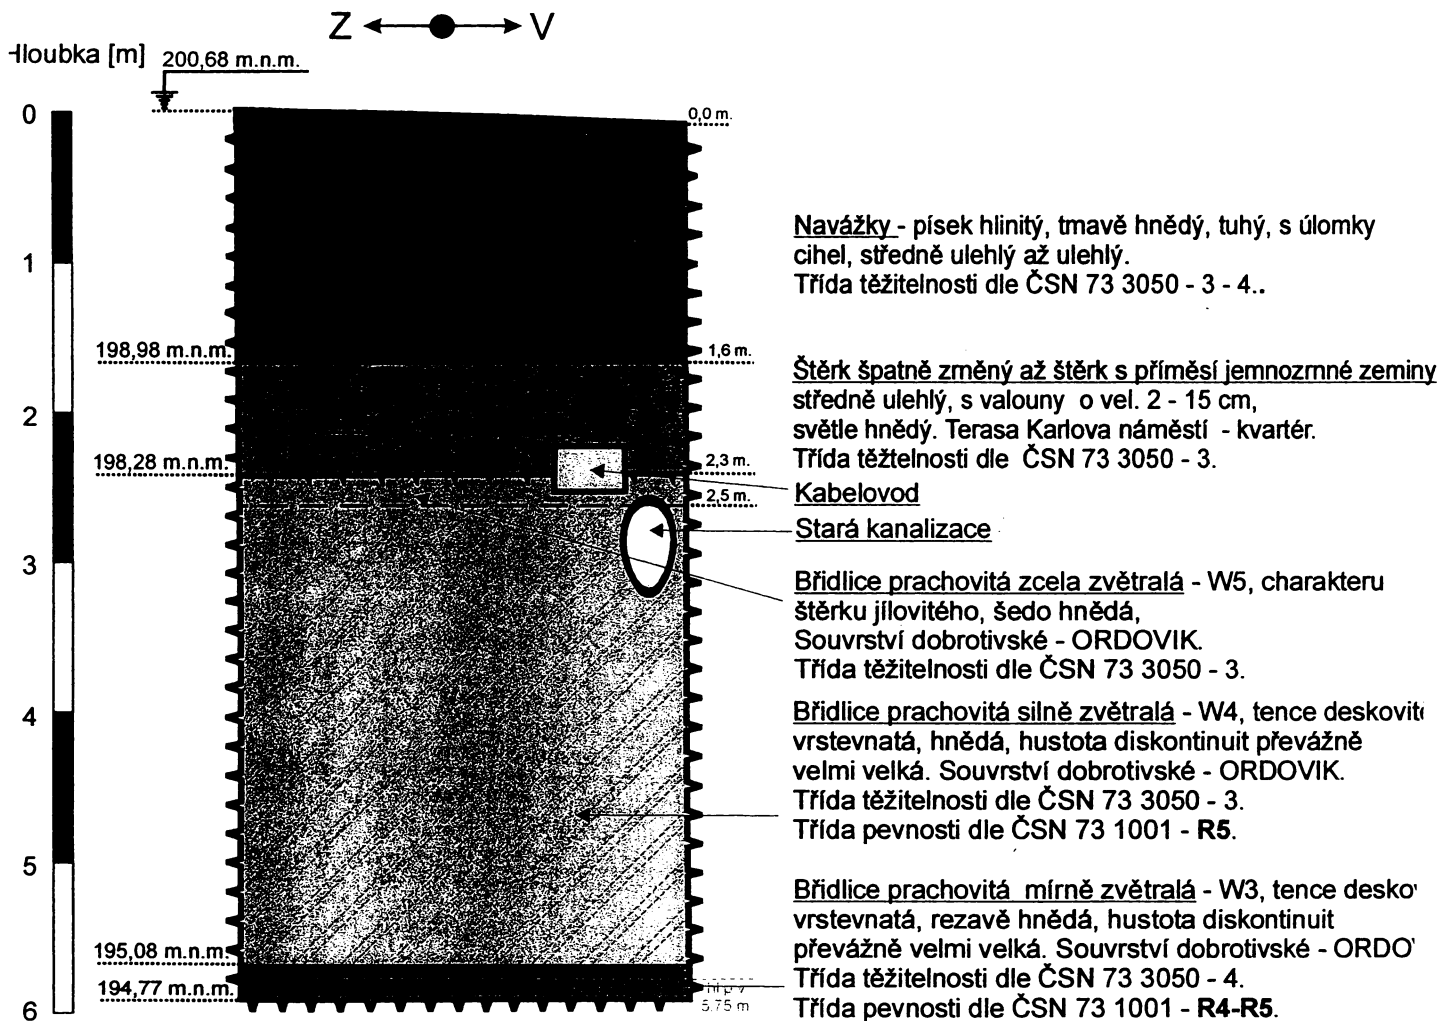 Z V
Hloubka [m] 200,68 m.n.m.
0
0,0 m.
Navážky - písek hlinitý, tmavě hnědý, tuhý, s úlomky
cihel, středně ulehlý až ulehlý.
Třída těžitelnosti dle ČSN 73 3050 - 3 - 4..
1
198,98 m.n.m.
1,6 m.
Štěrk špatně změný až štěrk s příměsí jemnozrnné zeminy
středně ulehlý, s valouny o vel. 2 - 15 cm,
světle hnědý. Terasa Karlova náměstí - kvartér.
Třída těžtelnosti dle ČSN 73 3050 - 3.
2
198,28 m.n.m.
2,3 m.
Kabelovod
2,5 m.
Stará kanalizace
3
Břidlice prachovitá zcela zvětralá - W5, charakteru
štěrku jílovitého, šedo hnědá,
Souvrství dobrotivské - ORDOVIK.
Třída těžitelnosti dle ČSN 73 3050 - 3.
4
Břidlice prachovitá silně zvětralá - W4, tence deskovitě
vrstevnatá, hnědá, hustota diskontinuit převážně
velmi velká. Souvrství dobrotivské - ORDOVIK.
Třída těžitelnosti dle ČSN 73 3050 - 3.
Třída pevnosti dle ČSN 73 1001 - R5.
5
Břidlice prachovitá mírně zvětralá - W3, tence desko
vrstevnatá, rezavě hnědá, hustota diskontinuit
převážně velmi velká. Souvrství dobrotivské - ORDO
Třída těžitelnosti dle ČSN 73 3050 - 4.
Třída pevnosti dle ČSN 73 1001 - R4-R5.
195,08 m.n.m.
194,77 m.n.m.
5.75 m
6